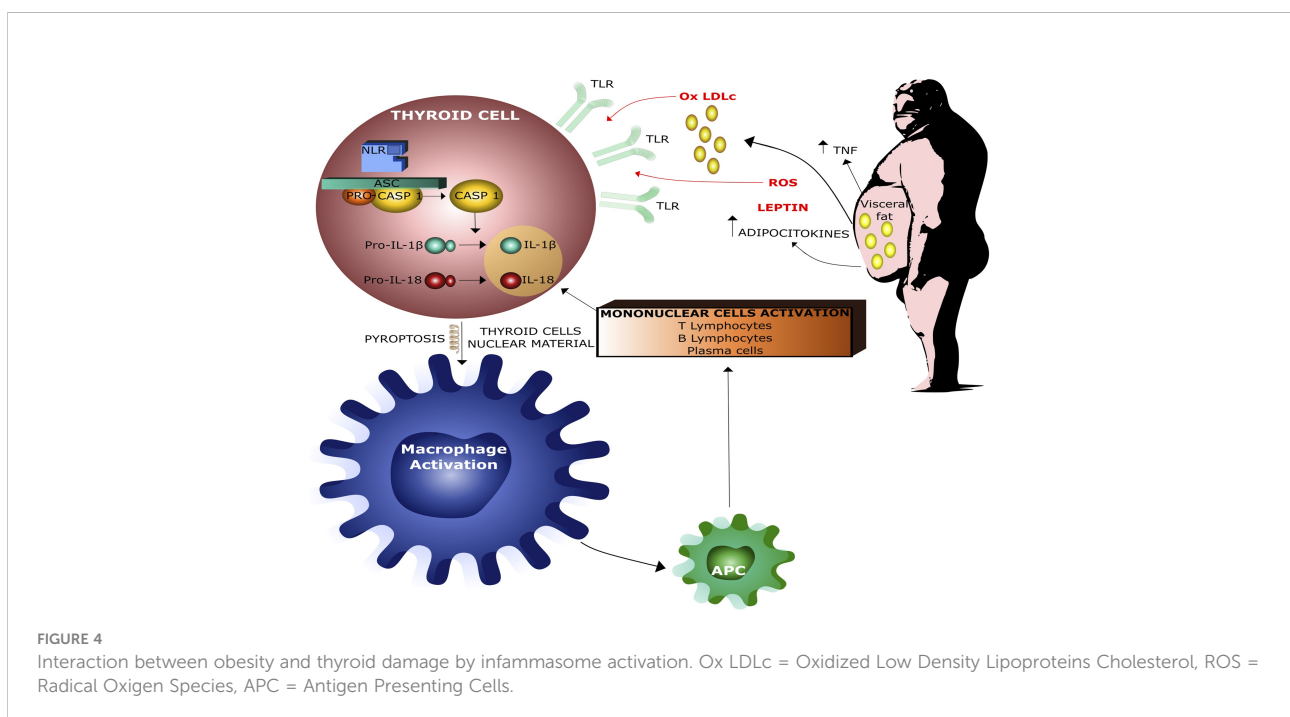 THYROID CELL
NLR
ASC
PRO-CASP 1
CASP 1
Pro-IL-1β
IL-1β
Pro-IL-18
IL-18
TLR
TLR
TLR
Ox LDLc
ROS
LEPTIN
TNF
ADIPOCITOKINES
Visceral
fat
MONONUCLEAR CELLS ACTIVATION
T Lymphocytes
B Lymphocytes
Plasma cells
PYROPTOSIS
THYROID CELLS
NUCLEAR MATERIAL
Macrophage
Activation
APC
FIGURE 4
Interaction between obesity and thyroid damage by infammasome activation. Ox LDLc = Oxidized Low Density Lipoproteins Cholesterol, ROS =
Radical Oxigen Species, APC = Antigen Presenting Cells.